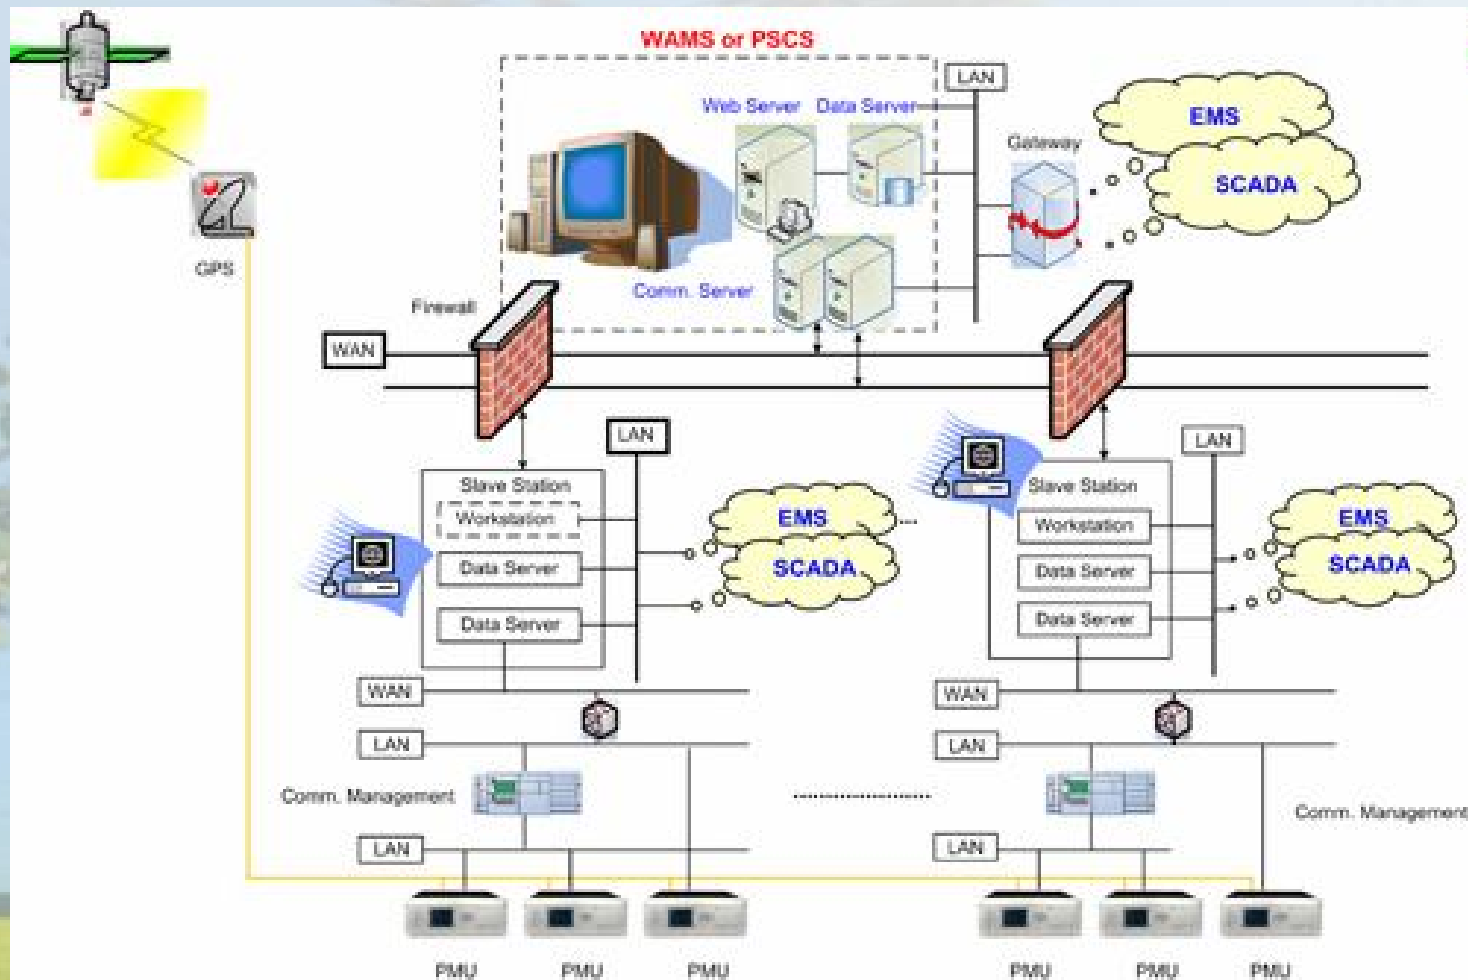 WAMS or PSCS
LAN
Web Server
Data Server
EMS
Gateway
SCADA
GPS
Comm. Server
Firewall
WAN
LAN
LAN
Slave Station
Workstation
Data Server
Data Server
EMS
SCADA
Slave Station
Workstation
Data Server
Data Server
EMS
SCADA
WAN
WAN
LAN
LAN
Comm. Management
Comm. Management
LAN
LAN
PMU
PMU
PMU
PMU
PMU
PMU